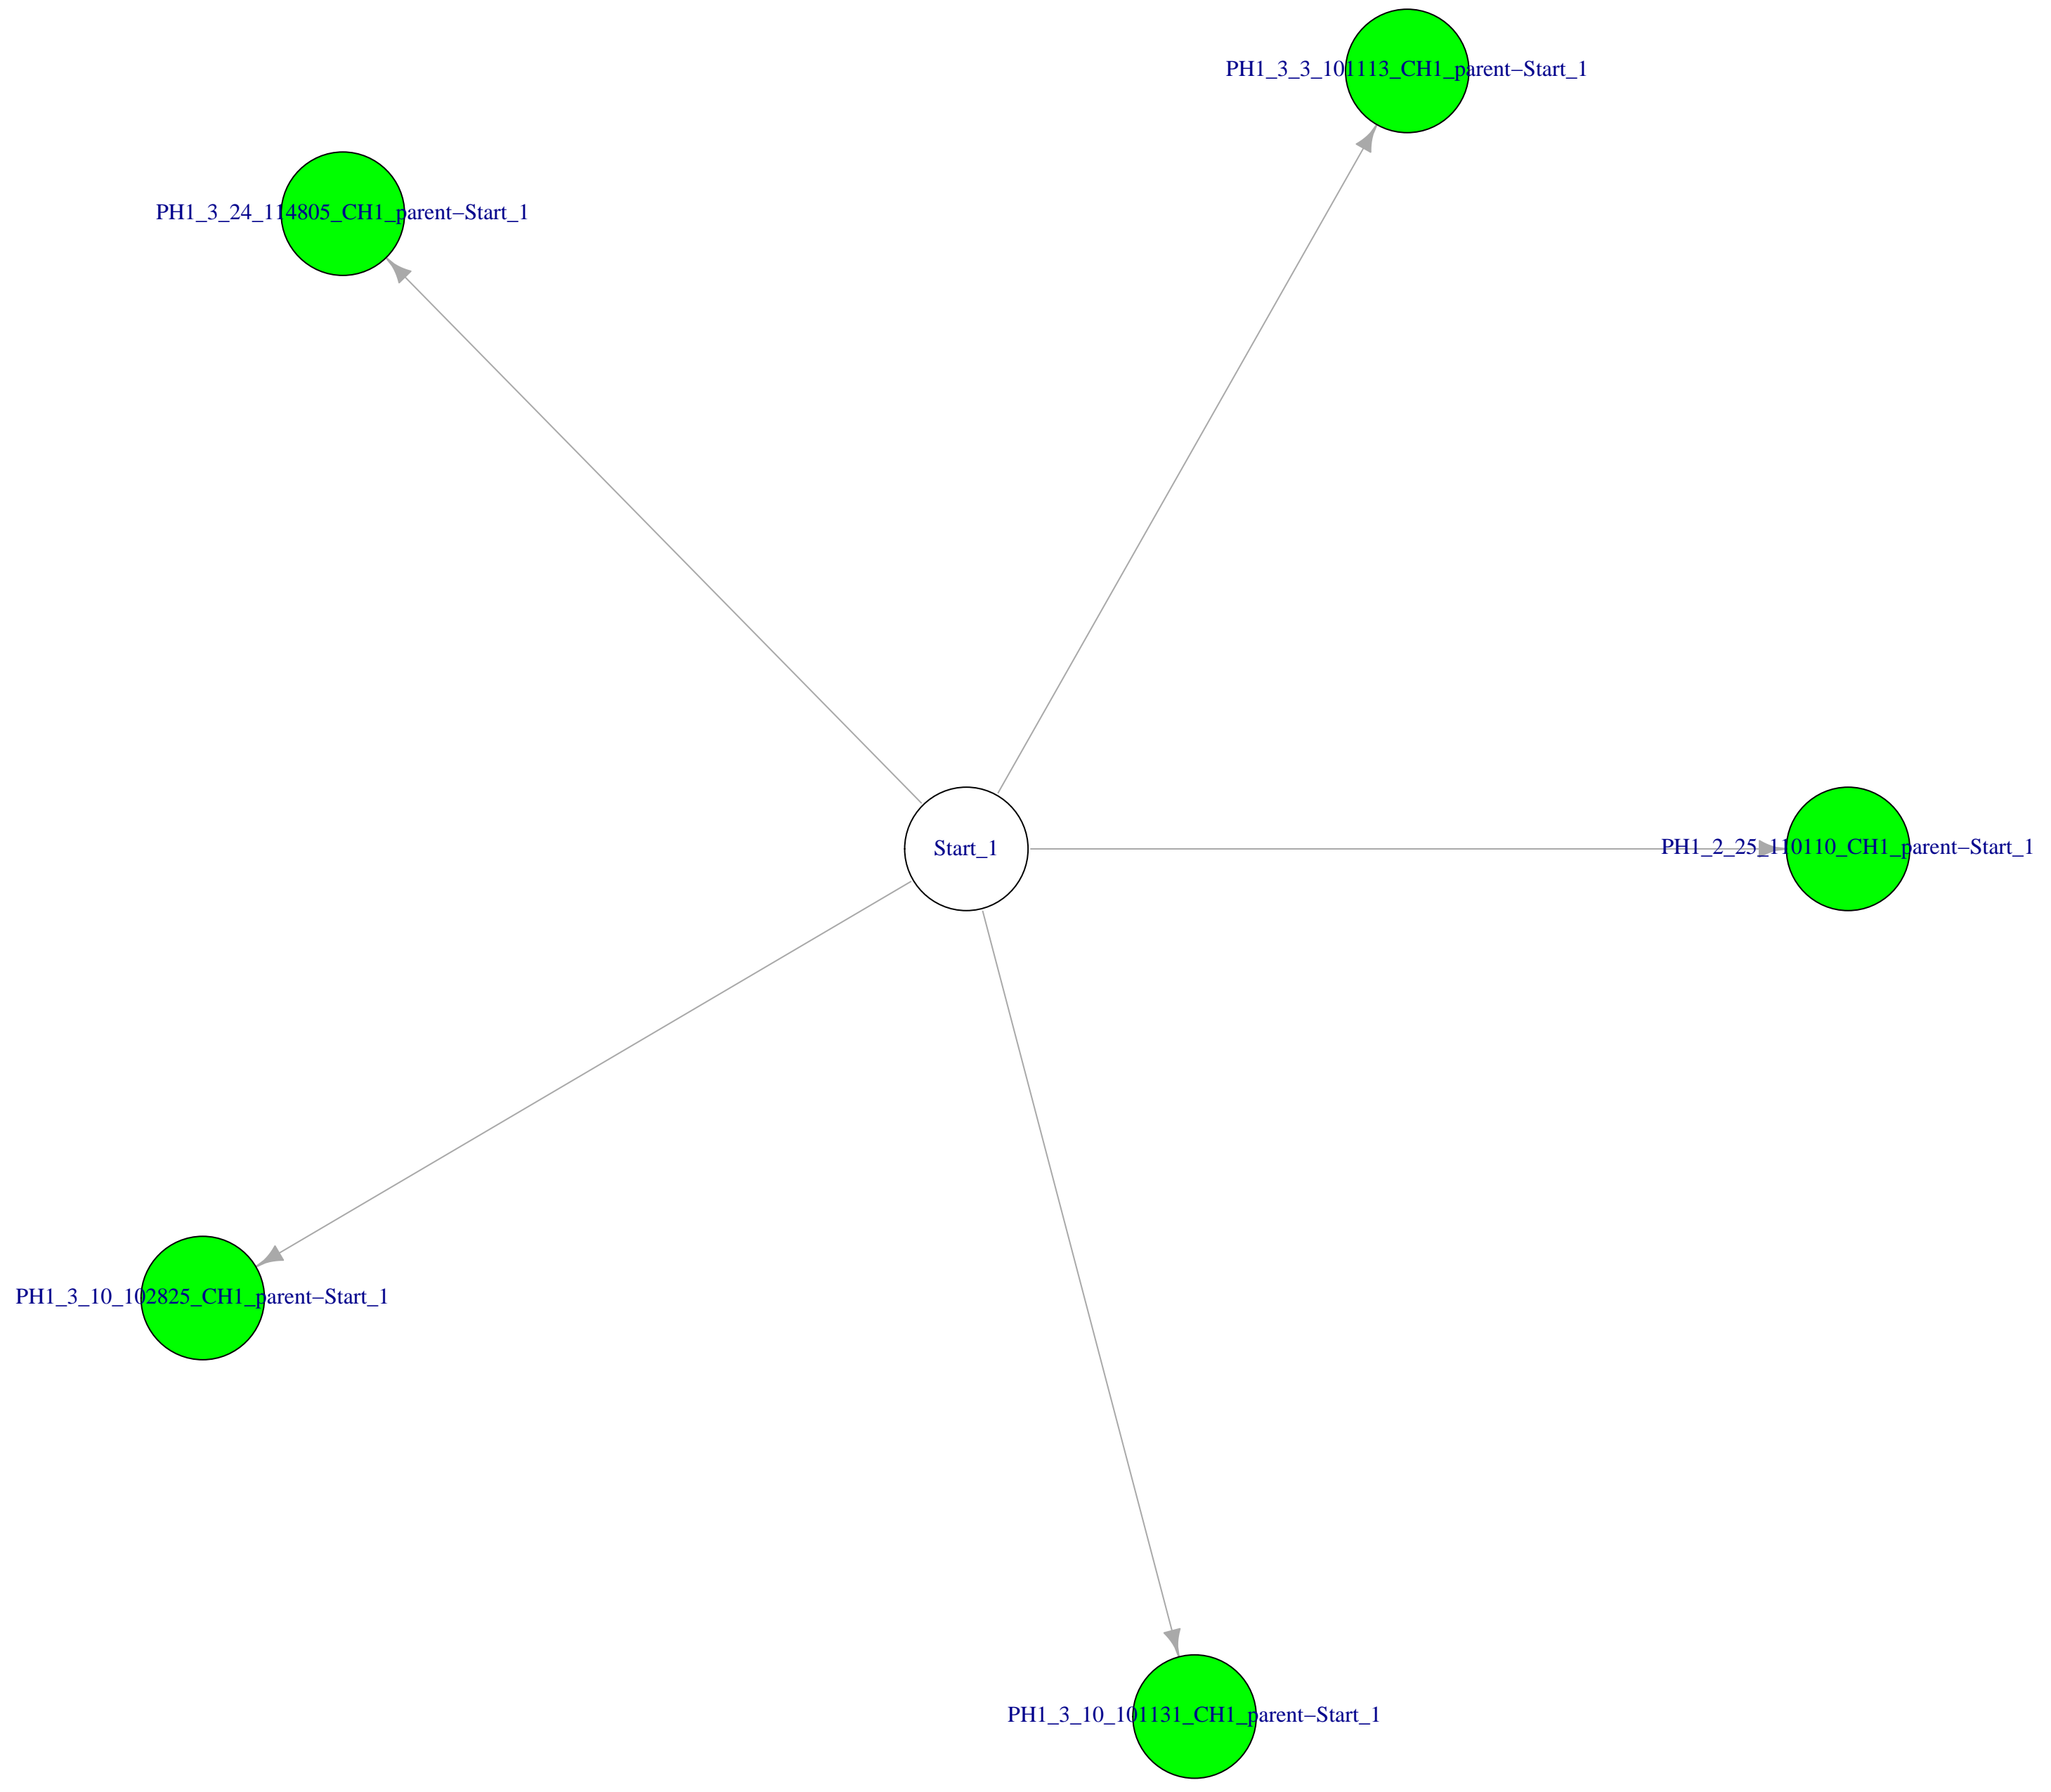 PH1_3_3_101113_CH1_parent−Start_1
PH1_3_24_114805_CH1_parent−Start_1
Start_1
PH1_2_25_110110_CH1_parent−Start_1
PH1_3_10_102825_CH1_parent−Start_1
PH1_3_10_101131_CH1_parent−Start_1